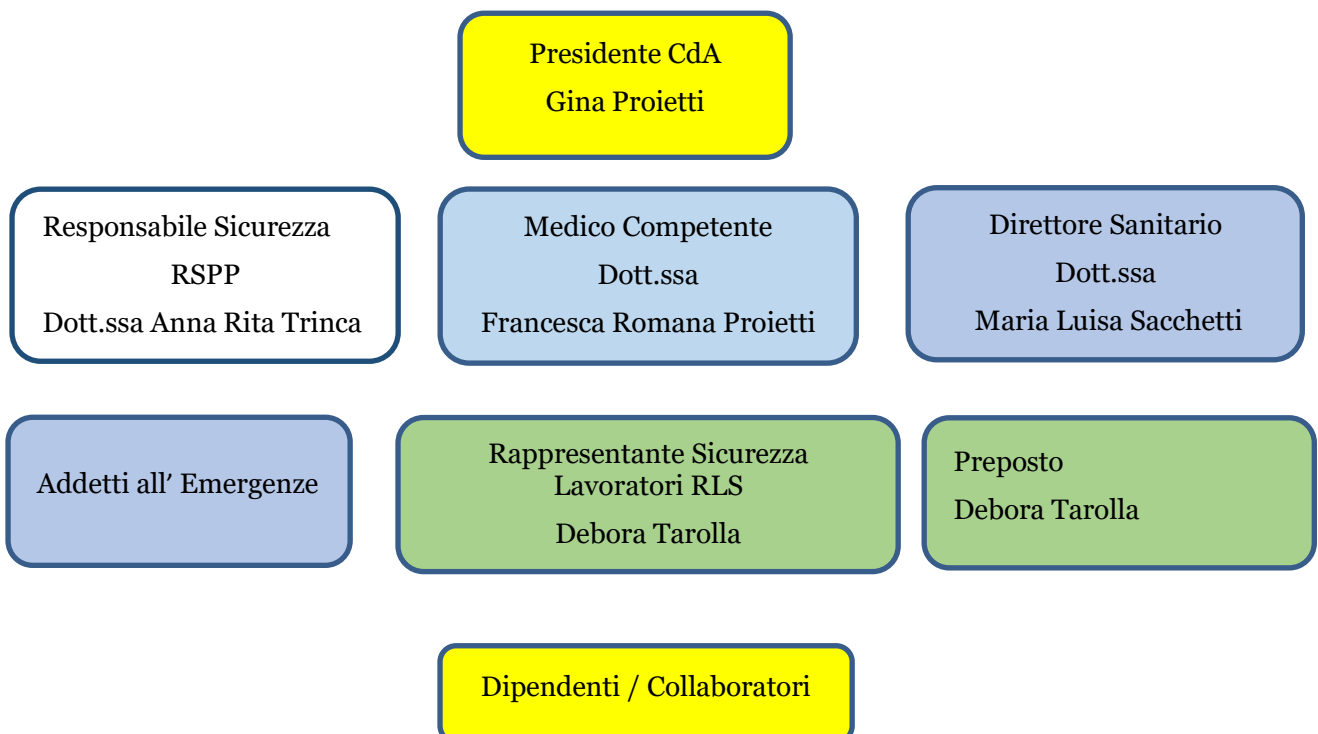 Presidente CdA
Gina Proietti
Responsabile Sicurezza
RSPP
Dott.ssa Anna Rita Trinca
Medico Competente
Dott.ssa
Francesca Romana Proietti
Direttore Sanitario
Dott.ssa
Maria Luisa Sacchetti
Addetti all’ Emergenze
Rappresentante Sicurezza
Lavoratori RLS
Debora Tarolla
Preposto
Debora Tarolla
Dipendenti / Collaboratori